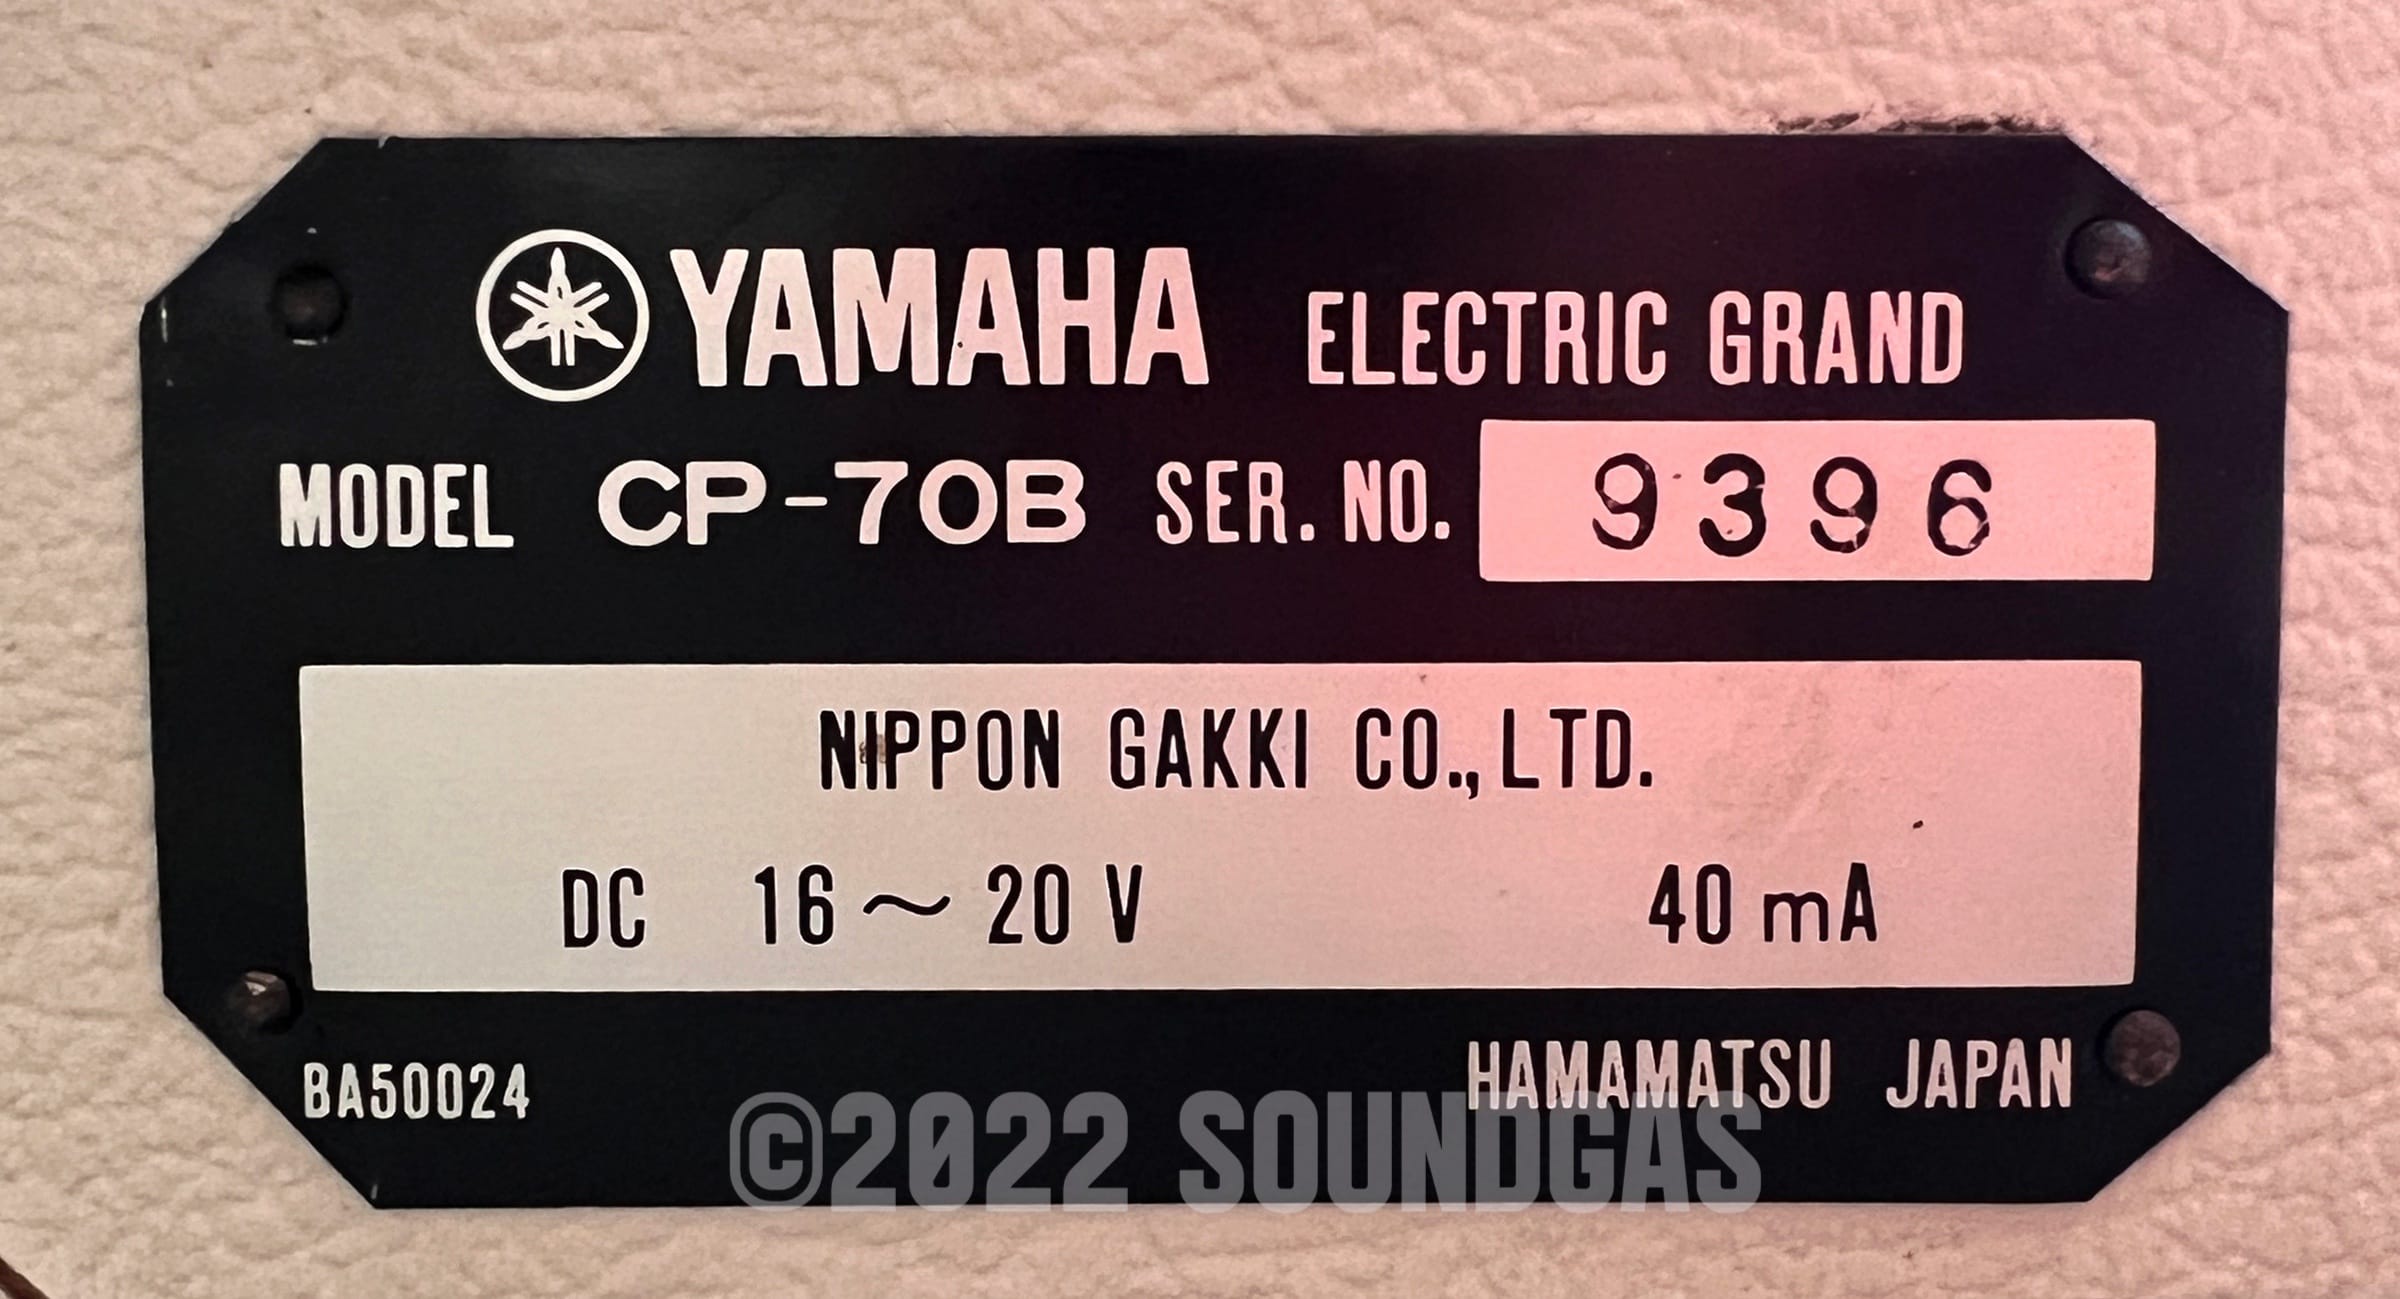 YAMAHA ELECTRIC GRAND
MODEL CP-70B SER. NO. 9396
NIPPON GAKKI CO., LTD.
DC 16～20 V 40 mA
BA50024 HAMAMATSU JAPAN
©2022 SOUNDGAS